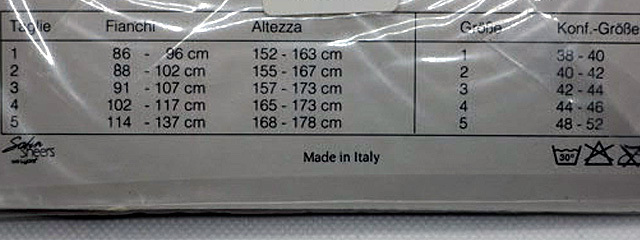 Taglie Fianchi Altezza Größe Konf.-Größe
1 86 - 96 cm 152 - 163 cm 1 38 - 40
2 88 - 102 cm 155 - 167 cm 2 40 - 42
3 91 - 107 cm 157 - 173 cm 3 42 - 44
4 102 - 117 cm 165 - 173 cm 4 44 - 46
5 114 - 137 cm 168 - 178 cm 5 48 - 52
Satin
Sheers
Made in Italy
30°